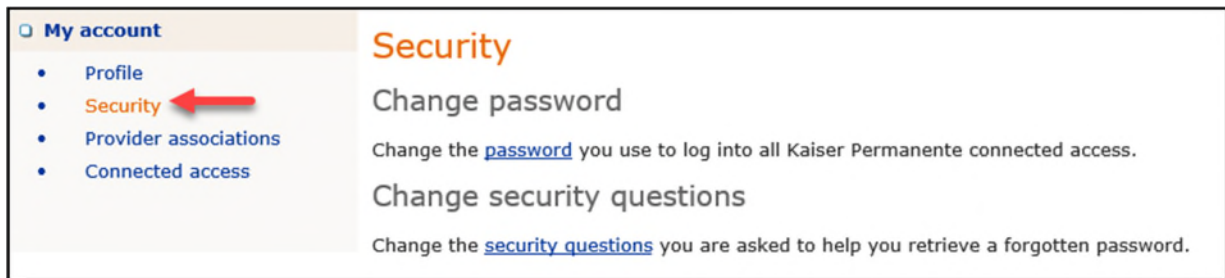 My account
Profile
Security
Provider associations
Connected access
Security
Change password
Change the password you use to log into all Kaiser Permanente connected access.
Change security questions
Change the security questions you are asked to help you retrieve a forgotten password.